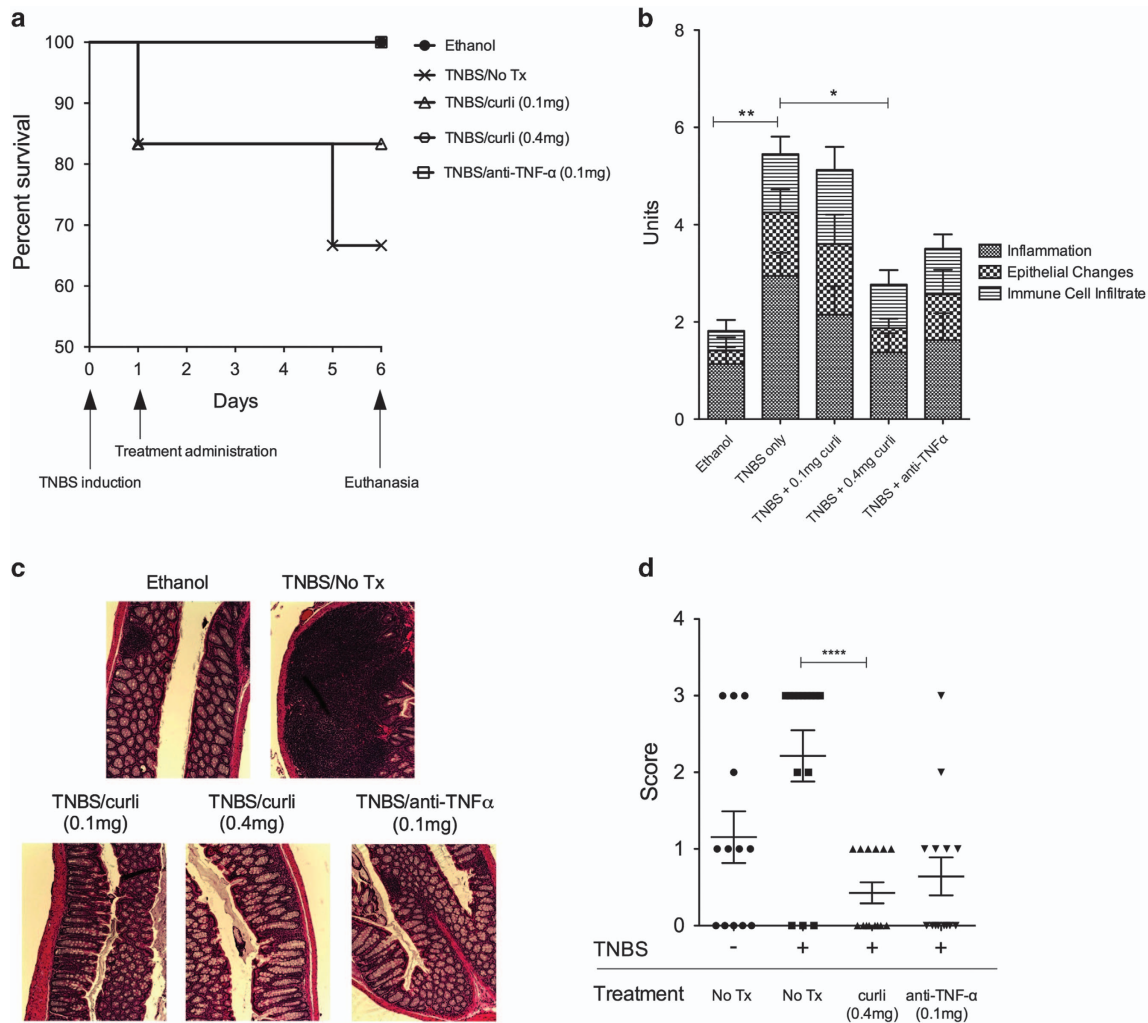 a
100
90
80
70
60
50
Percent survival
0 1 2 3 4 5 6
Days
TNBS induction
Treatment administration
Euthanasia
Ethanol
TNBS/No Tx
TNBS/curli (0.1mg)
TNBS/curli (0.4mg)
TNBS/anti-TNF-α (0.1mg)
b
8
6
4
2
0
Units
**
*
Ethanol
TNBS only
TNBS + 0.1mg curli
TNBS + 0.4mg curli
TNBS + anti-TNFα
Inflammation
Epithelial Changes
Immune Cell Infiltrate
c
Ethanol
TNBS/No Tx
TNBS/curli
(0.1mg)
TNBS/curli
(0.4mg)
TNBS/anti-TNFα
(0.1mg)
d
4
3
2
1
0
Score
****
TNBS - + + +
Treatment No Tx No Tx curli
(0.4mg) anti-TNF-α
(0.1mg)